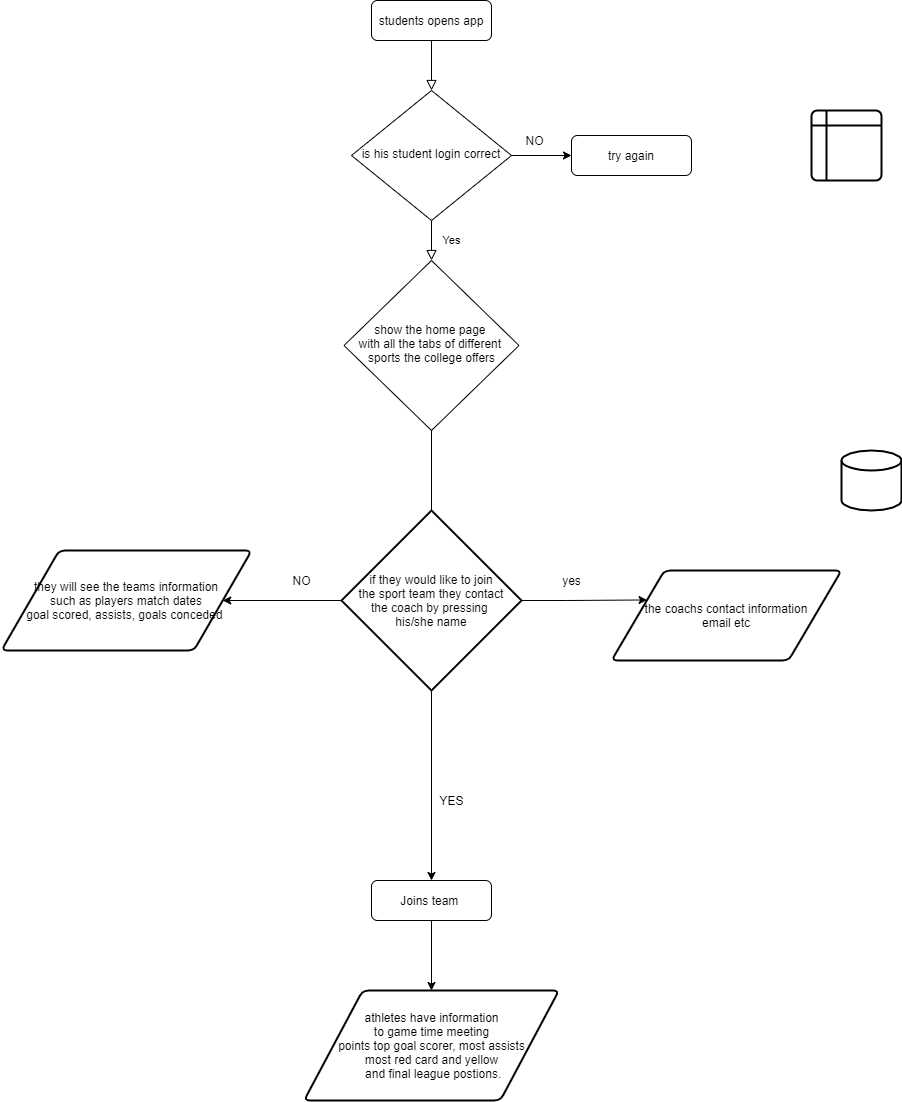 students opens app
is his student login correct
NO
try again
Yes
show the home page
with all the tabs of different
sports the college offers
they will see the teams information
such as players match dates
goal scored, assists, goals conceded
NO
if they would like to join
the sport team they contact
the coach by pressing
his/she name
yes
the coachs contact information
email etc
YES
Joins team
athletes have information
to game time meeting
points top goal scorer, most assists,
most red card and yellow
and final league postions.